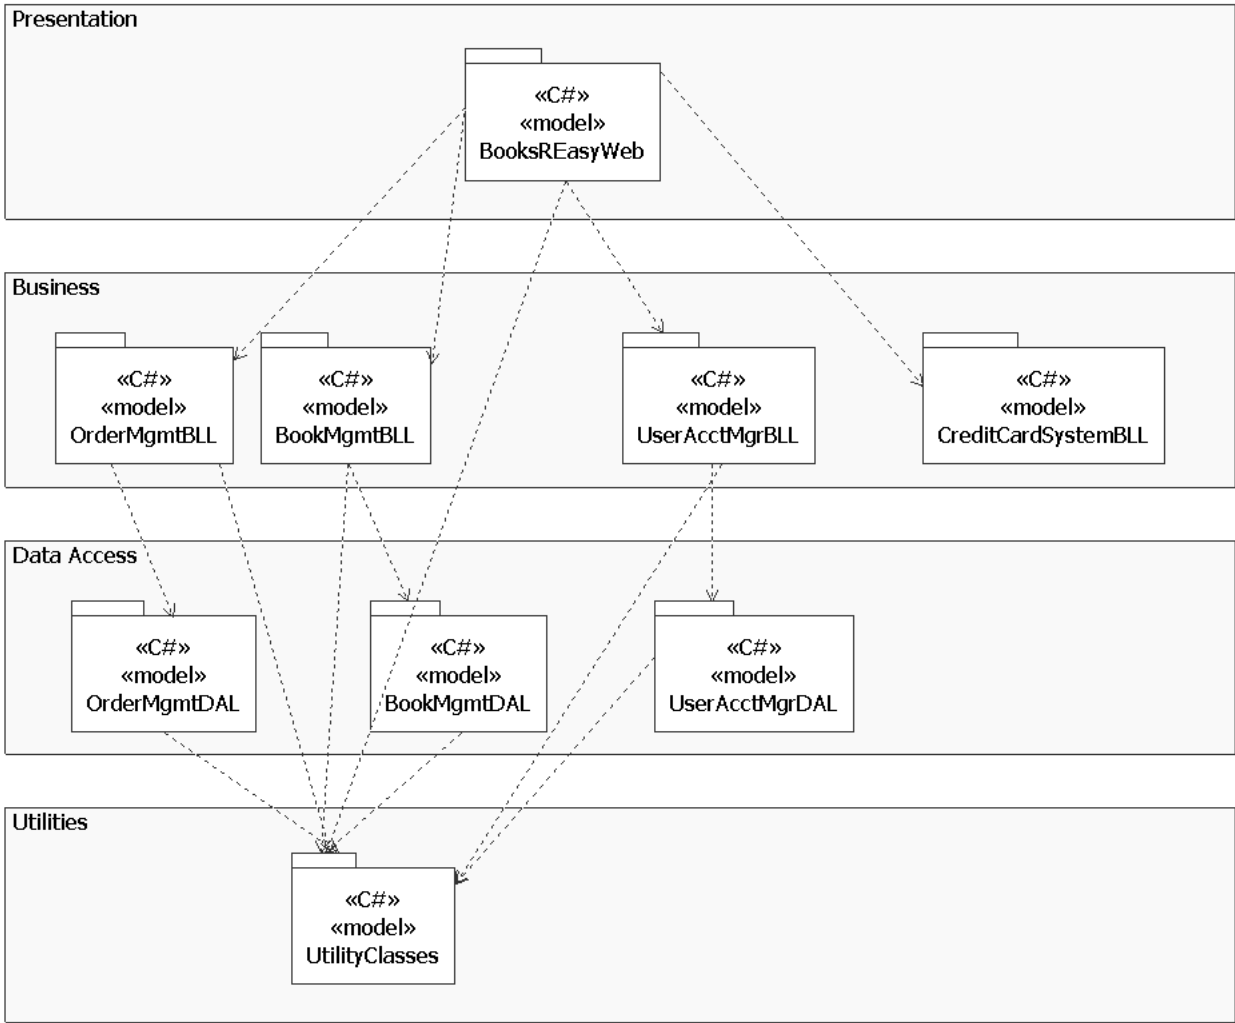 Presentation
«C#»
«model»
BooksREasyWeb
Business
«C#»
«model»
OrderMgmtBLL
«C#»
«model»
BookMgmtBLL
«C#»
«model»
UserAcctMgrBLL
«C#»
«model»
CreditCardSystemBLL
Data Access
«C#»
«model»
OrderMgmtDAL
«C#»
«model»
BookMgmtDAL
«C#»
«model»
UserAcctMgrDAL
Utilities
«C#»
«model»
UtilityClasses